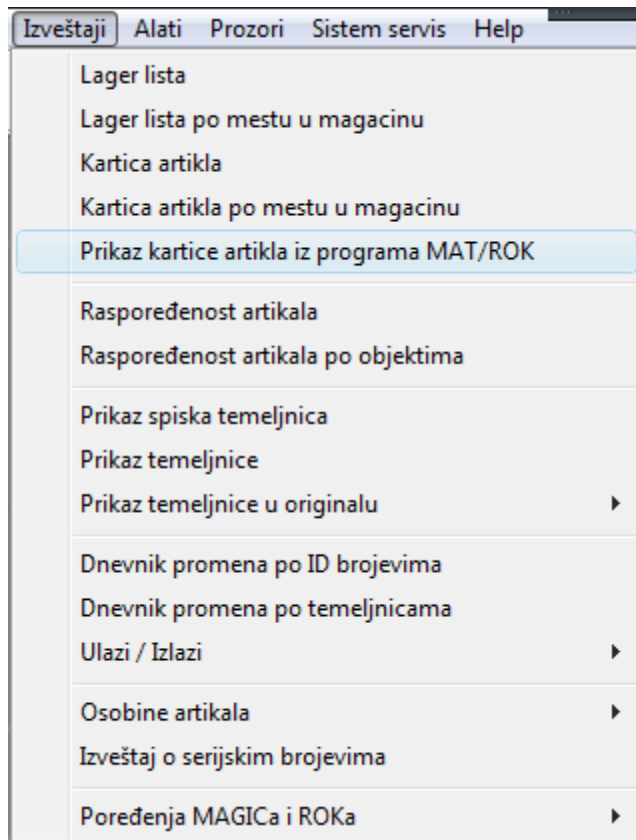 Izveštaji Alati Prozori Sistem servis Help
Lager lista
Lager lista po mestu u magacinu
Kartica artikla
Kartica artikla po mestu u magacinu
Prikaz kartice artikla iz programa MAT/ROK
Raspoređenost artikala
Raspoređenost artikala po objektima
Prikaz spiska temeljnica
Prikaz temeljnice
Prikaz temeljnice u originalu
Dnevnik promena po ID brojevima
Dnevnik promena po temeljnicama
Ulazi / Izlazi
Osobine artikala
Izveštaj o serijskim brojevima
Poređenja MAGICa i ROKa